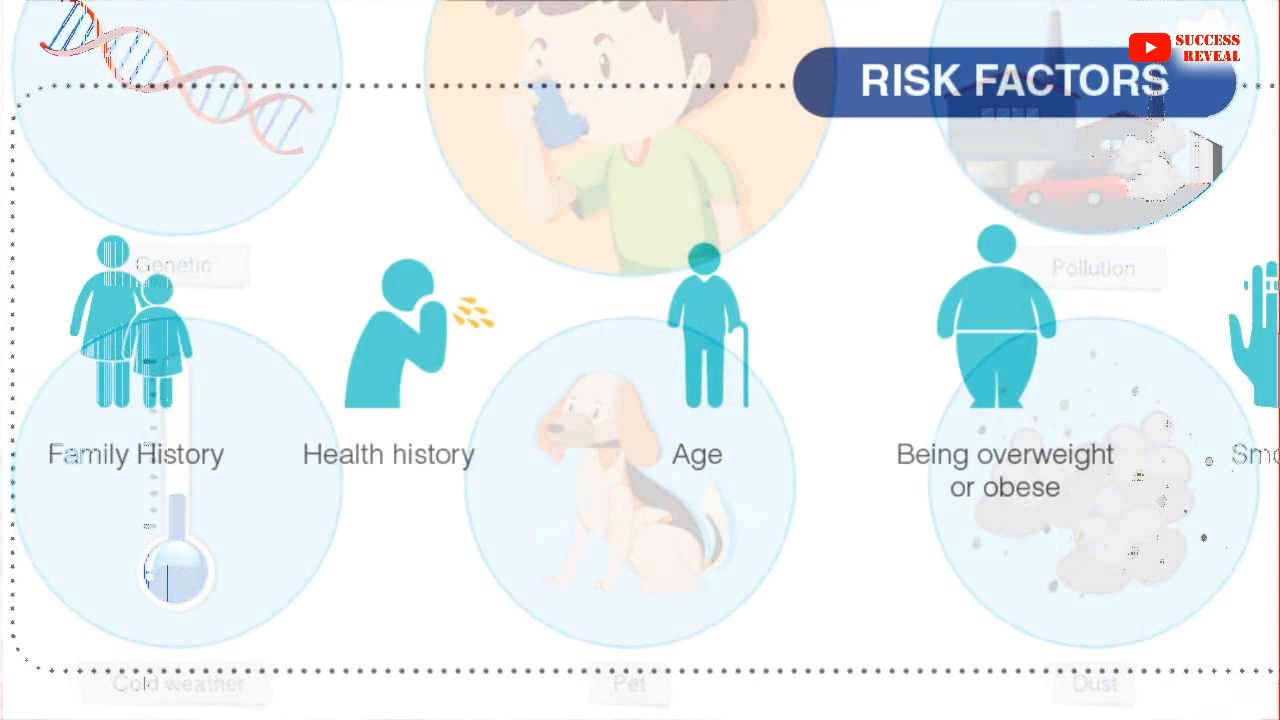 SUCCESS
REVEAL
RISK FACTORS
Genetic
Pollution
Family History
Health history
Age
Being overweight
or obese
Smo
Cold weather
Pet
Dust